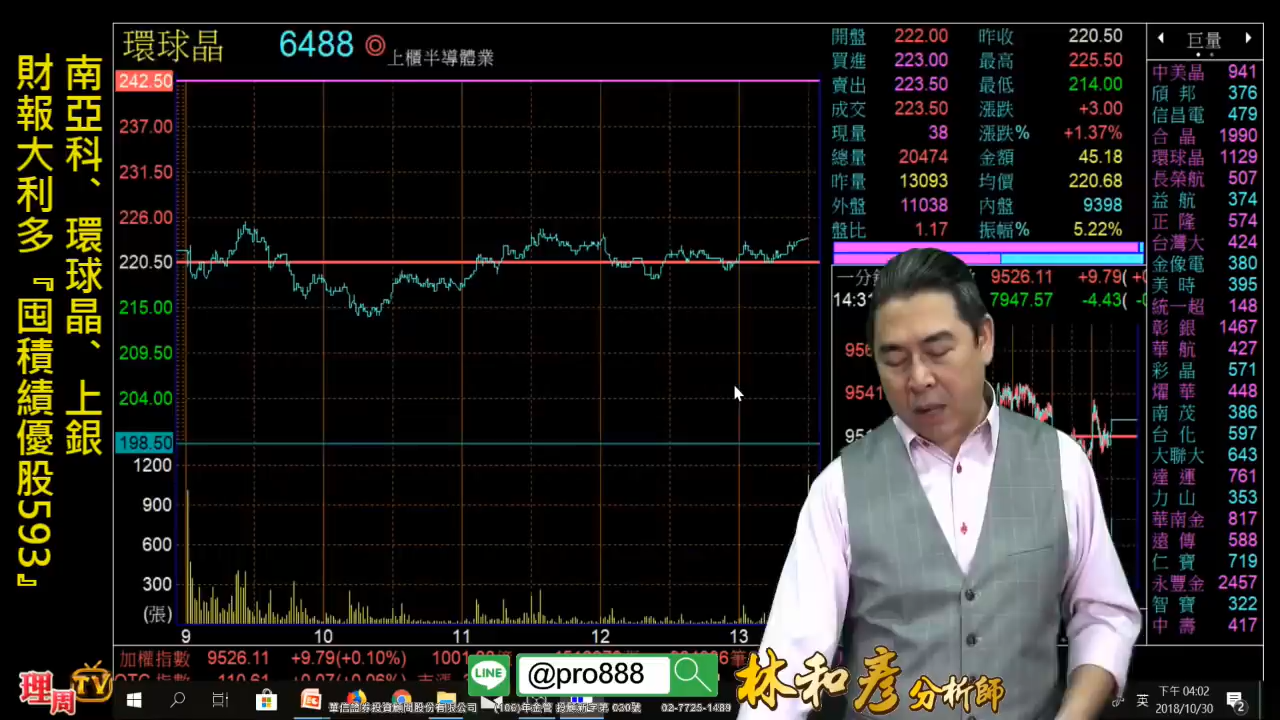 南亞科、環球晶、上銀
財報大利多『囤積績優股593』
環球晶 6488 上櫃半導體業
242.50
237.00
231.50
226.00
220.50
215.00
209.50
204.00
198.50
1200
900
600
300
(張)
9 10 11 12 13
開盤 222.00 昨收 220.50
買進 223.00 最高 225.50
賣出 223.50 最低 214.00
成交 223.50 漲跌 +3.00
現量 38 漲跌% +1.37%
總量 20474 金額 45.18
昨量 13093 均價 220.68
外盤 11038 內盤 9398
盤比 1.17 振幅% 5.22%
一分 9526.11 +9.79(
14:31 7947.57 -4.43(
956
9541
951
巨量
中美晶 941
頎邦 376
信昌電 479
合晶 1990
環球晶 1129
長榮航 507
益航 374
正隆 574
台灣大 424
金像電 380
美時 395
統一超 148
彰銀 1467
華航 427
彩晶 571
燿華 448
南茂 386
台化 597
大聯大 643
達運 761
力山 353
華南金 817
遠傳 588
仁寶 719
永豐金 2457
智寶 322
中壽 417
加權指數 9526.11 +9.79(+0.10%)
理周TV
LINE @pro888
林和彥分析師
英
下午 04:02
2018/10/30
2